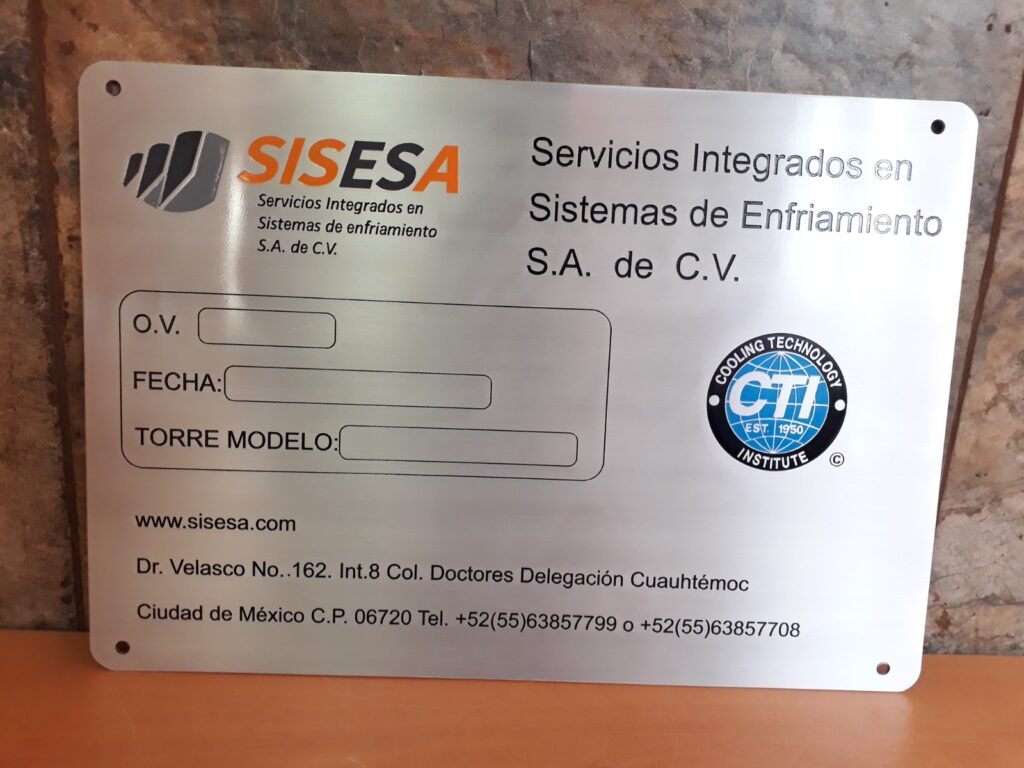 SISESA
Servicios Integrados en
Sistemas de enfriamiento
S.A. de C.V.
Servicios Integrados en
Sistemas de Enfriamiento
S.A. de C.V.
O.V.
FECHA:
TORRE MODELO:
COOLING TECHNOLOGY
CTI
EST. 1950
INSTITUTE
©
www.sisesa.com
Dr. Velasco No..162. Int.8 Col. Doctores Delegación Cuauhtémoc
Ciudad de México C.P. 06720 Tel. +52(55)63857799 o +52(55)63857708